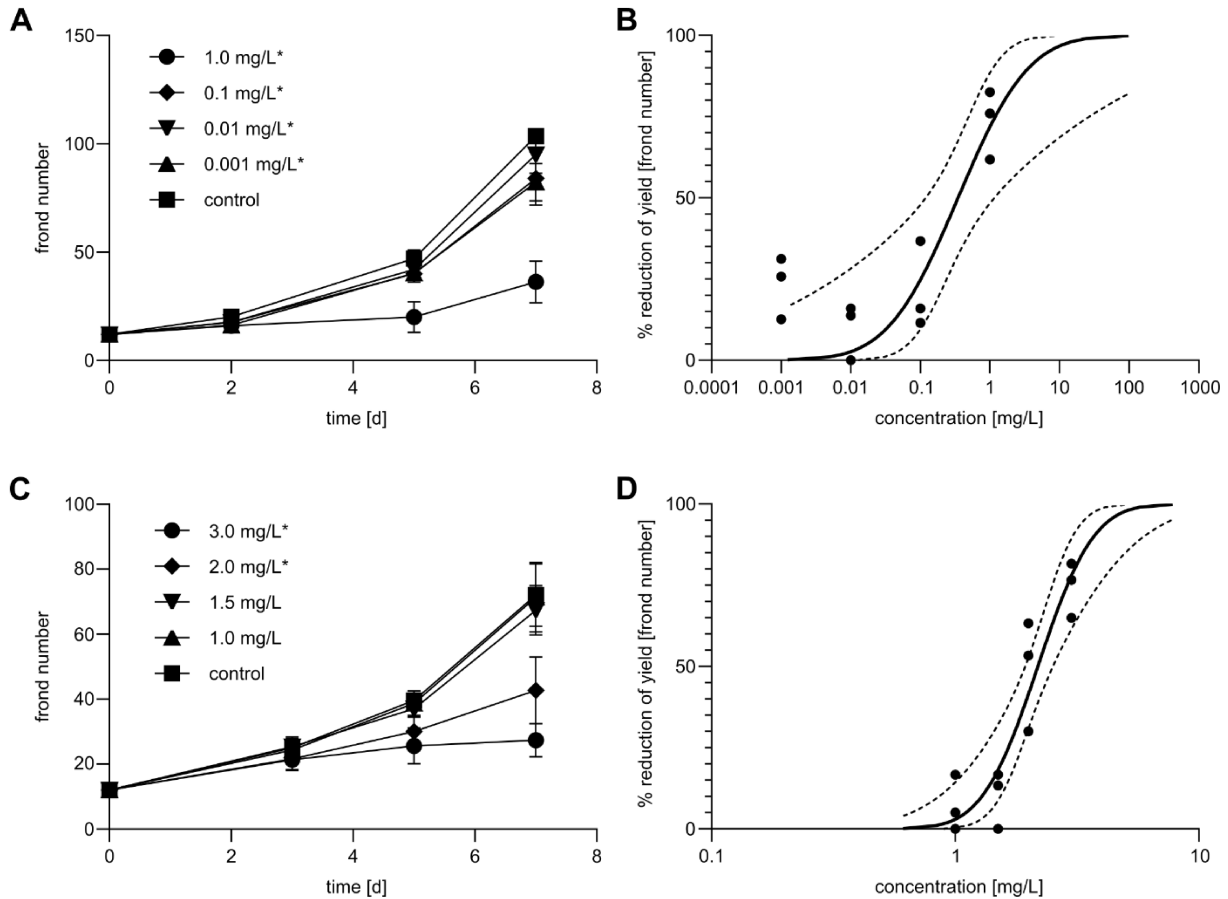 A
150
100
50
0
frond number
1.0 mg/L*
0.1 mg/L*
0.01 mg/L*
0.001 mg/L*
control
0 2 4 6 8
time [d]
B
100
50
0
% reduction of yield [frond number]
0.0001 0.001 0.01 0.1 1 10 100 1000
concentration [mg/L]
C
100
80
60
40
20
0
frond number
3.0 mg/L*
2.0 mg/L*
1.5 mg/L
1.0 mg/L
control
0 2 4 6 8
time [d]
D
100
50
0
% reduction of yield [frond number]
0.1 1 10
concentration [mg/L]